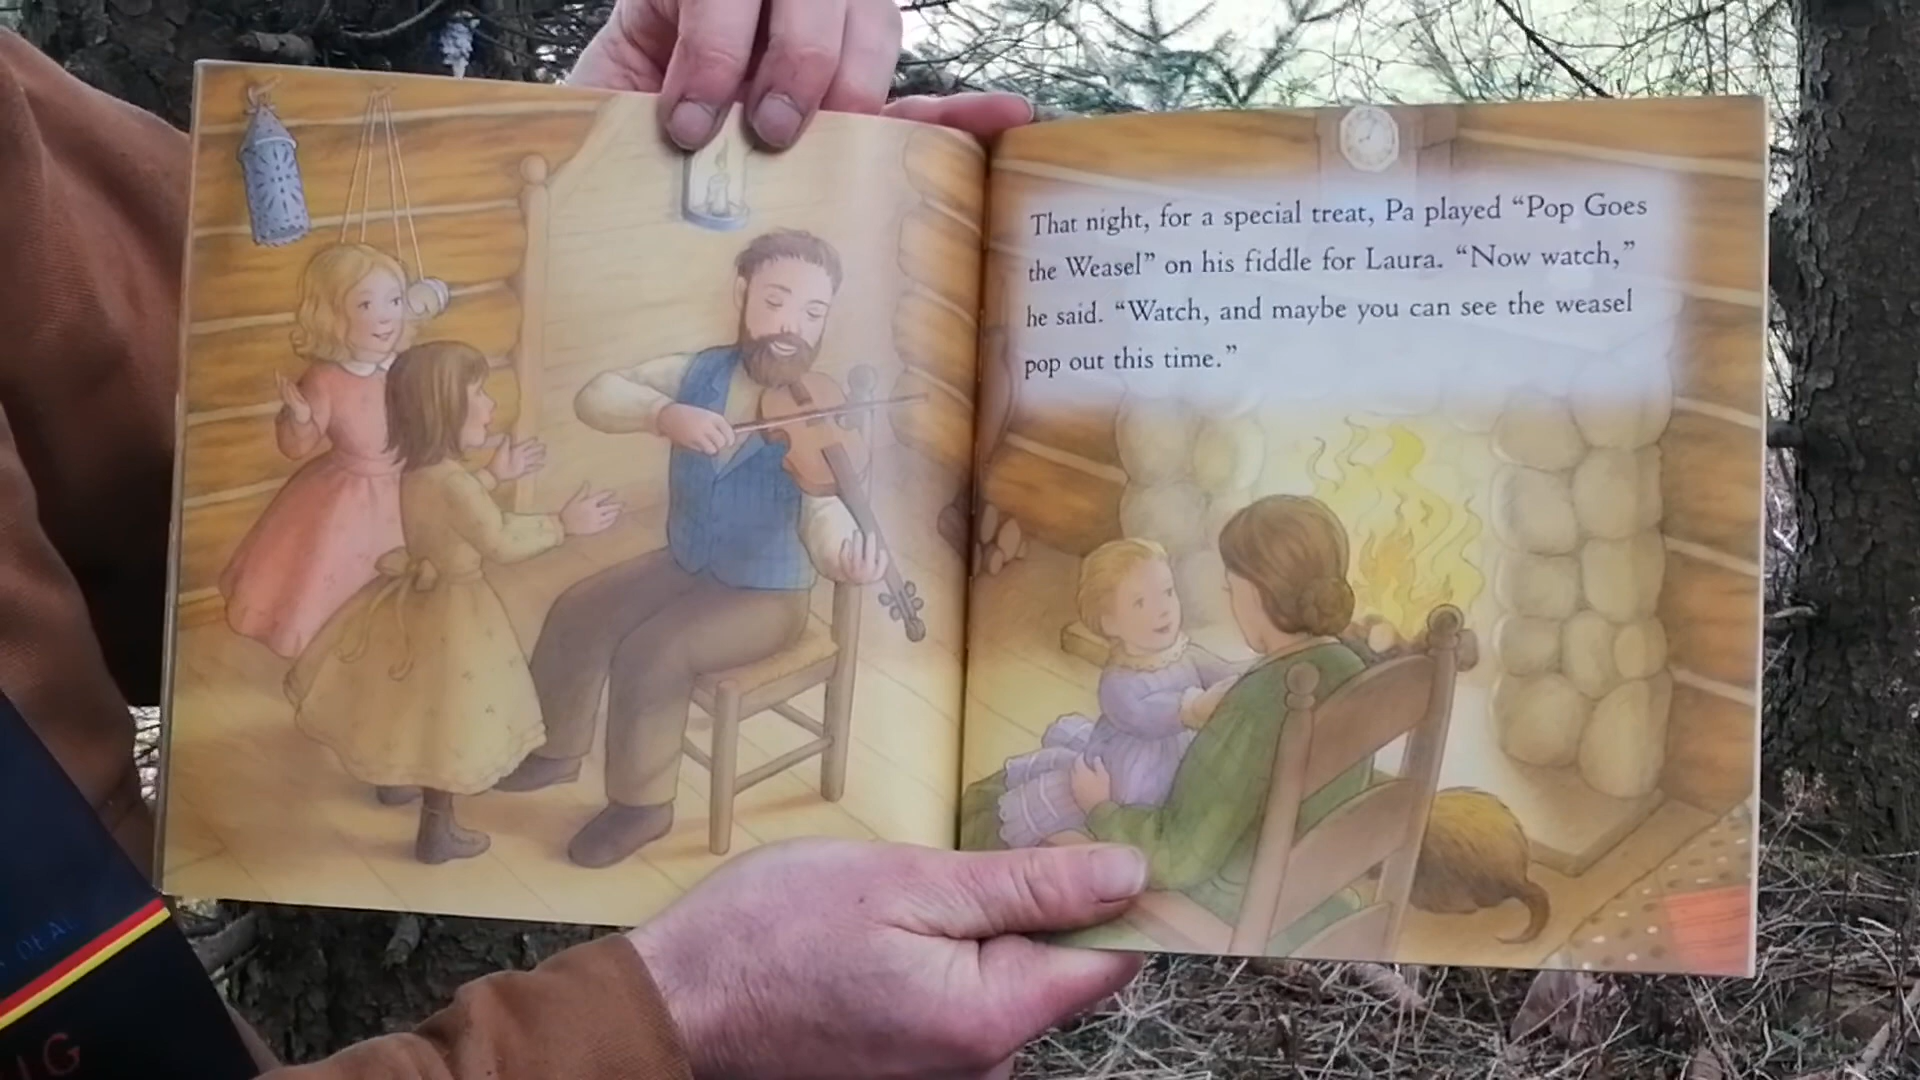 That night, for a special treat, Pa played “Pop Goes
the Weasel” on his fiddle for Laura. “Now watch,”
he said. “Watch, and maybe you can see the weasel
pop out this time.”